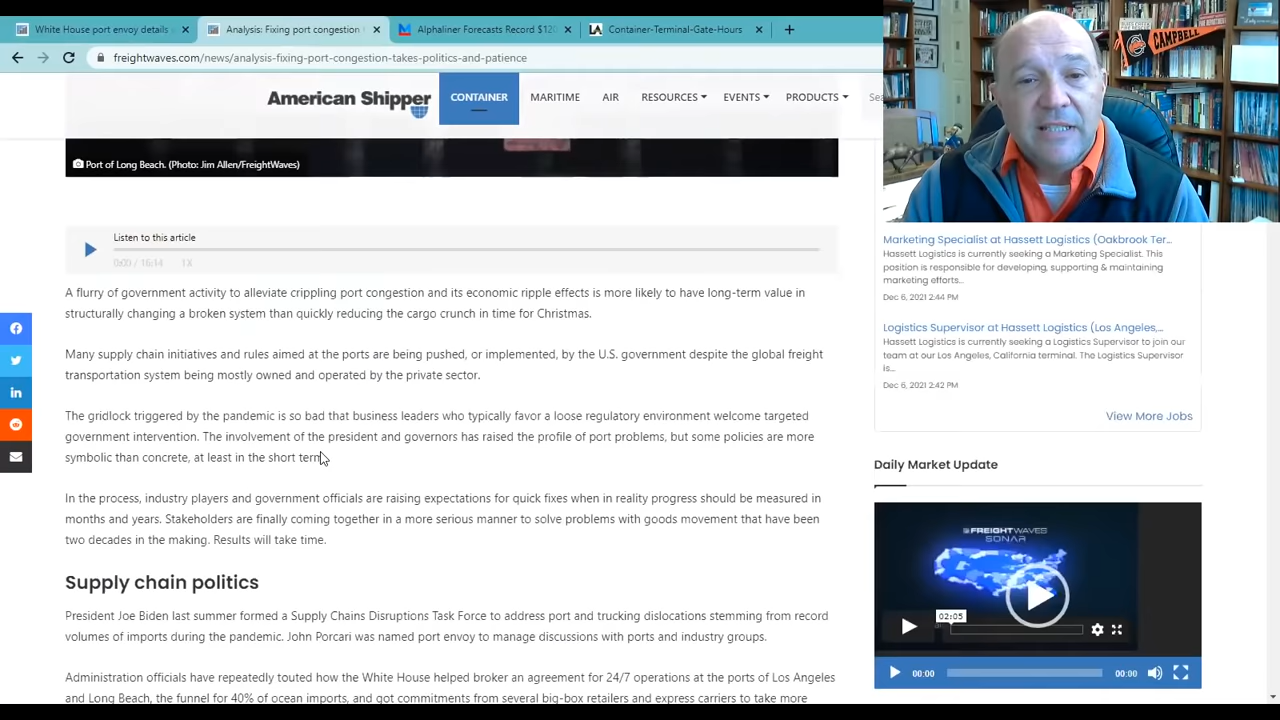 White House port envoy details
Analysis: Fixing port congestion
Alphaliner Forecasts Record $120
Container-Terminal-Gate-Hours
freightwaves.com/news/analysis-fixing-port-congestion-takes-politics-and-patience
American Shipper
CONTAINER
MARITIME
AIR
RESOURCES
EVENTS
PRODUCTS
Sea
CAMPBELL
Port of Long Beach. (Photo: Jim Allen/FreightWaves)
Listen to this article
0:00 / 16:14 1X
A flurry of government activity to alleviate crippling port congestion and its economic ripple effects is more likely to have long-term value in
structurally changing a broken system than quickly reducing the cargo crunch in time for Christmas.
Many supply chain initiatives and rules aimed at the ports are being pushed, or implemented, by the U.S. government despite the global freight
transportation system being mostly owned and operated by the private sector.
The gridlock triggered by the pandemic is so bad that business leaders who typically favor a loose regulatory environment welcome targeted
government intervention. The involvement of the president and governors has raised the profile of port problems, but some policies are more
symbolic than concrete, at least in the short term.
In the process, industry players and government officials are raising expectations for quick fixes when in reality progress should be measured in
months and years. Stakeholders are finally coming together in a more serious manner to solve problems with goods movement that have been
two decades in the making. Results will take time.
Supply chain politics
President Joe Biden last summer formed a Supply Chains Disruptions Task Force to address port and trucking dislocations stemming from record
volumes of imports during the pandemic. John Porcari was named port envoy to manage discussions with ports and industry groups.
Administration officials have repeatedly touted how the White House helped broker an agreement for 24/7 operations at the ports of Los Angeles
and Long Beach, the funnel for 40% of ocean imports, and got commitments from several big-box retailers and express carriers to take more
Marketing Specialist at Hassett Logistics (Oakbrook Ter...
Hassett Logistics is currently seeking a Marketing Specialist. This
position is responsible for developing, supporting & maintaining
marketing efforts...
Dec 6, 2021 2:44 PM
Logistics Supervisor at Hassett Logistics (Los Angeles,...
Hassett Logistics is currently seeking a Logistics Supervisor to join our
team at our Los Angeles, California terminal. The Logistics Supervisor
is...
Dec 6, 2021 2:42 PM
View More Jobs
Daily Market Update
FREIGHTWAVES
SONAR
02:05
00:00
00:00